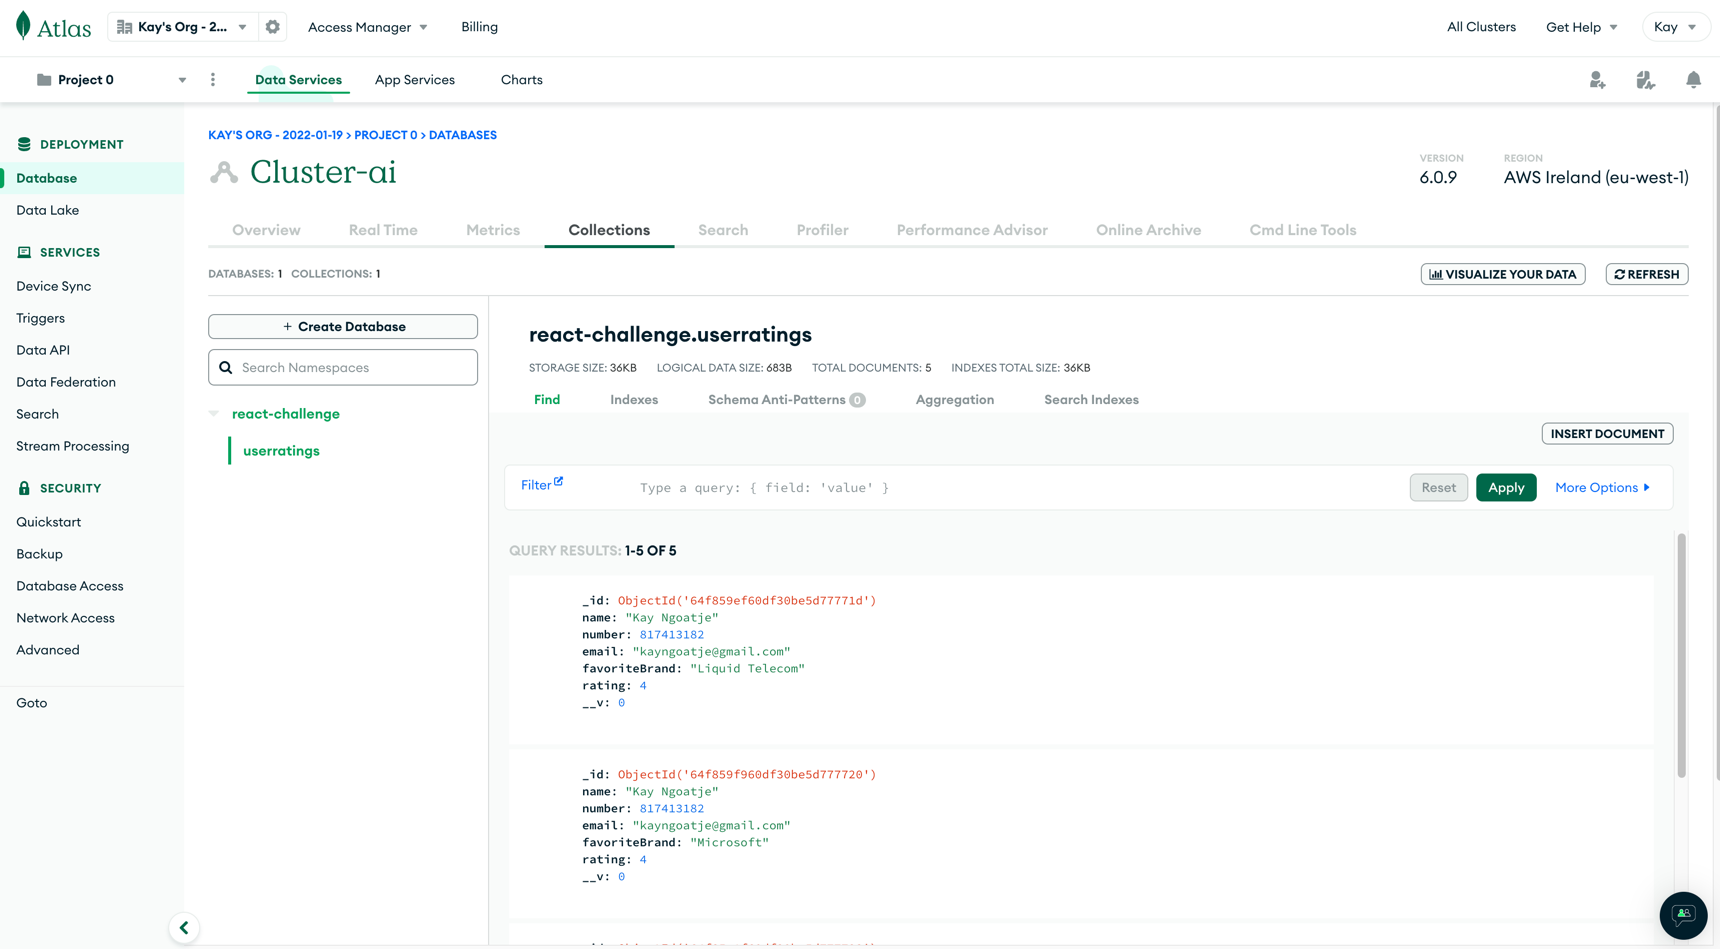 Atlas
Kay's Org - 2...
Access Manager
Billing
All Clusters
Get Help
Kay
Project 0
Data Services
App Services
Charts
DEPLOYMENT
Database
Data Lake
SERVICES
Device Sync
Triggers
Data API
Data Federation
Search
Stream Processing
SECURITY
Quickstart
Backup
Database Access
Network Access
Advanced
Goto
KAY'S ORG - 2022-01-19 > PROJECT 0 > DATABASES
Cluster-ai
VERSION
6.0.9
REGION
AWS Ireland (eu-west-1)
Overview
Real Time
Metrics
Collections
Search
Profiler
Performance Advisor
Online Archive
Cmd Line Tools
DATABASES: 1 COLLECTIONS: 1
VISUALIZE YOUR DATA
REFRESH
+ Create Database
Search Namespaces
react-challenge
userratings
react-challenge.userratings
STORAGE SIZE: 36KB LOGICAL DATA SIZE: 683B TOTAL DOCUMENTS: 5 INDEXES TOTAL SIZE: 36KB
Find
Indexes
Schema Anti-Patterns 0
Aggregation
Search Indexes
INSERT DOCUMENT
Filter
Type a query: { field: 'value' }
Reset
Apply
More Options
QUERY RESULTS: 1-5 OF 5
_id: ObjectId('64f859ef60df30be5d77771d')
name: "Kay Ngoatje"
number: 817413182
email: "kayngoatje@gmail.com"
favoriteBrand: "Liquid Telecom"
rating: 4
__v: 0
_id: ObjectId('64f859f960df30be5d777720')
name: "Kay Ngoatje"
number: 817413182
email: "kayngoatje@gmail.com"
favoriteBrand: "Microsoft"
rating: 4
__v: 0